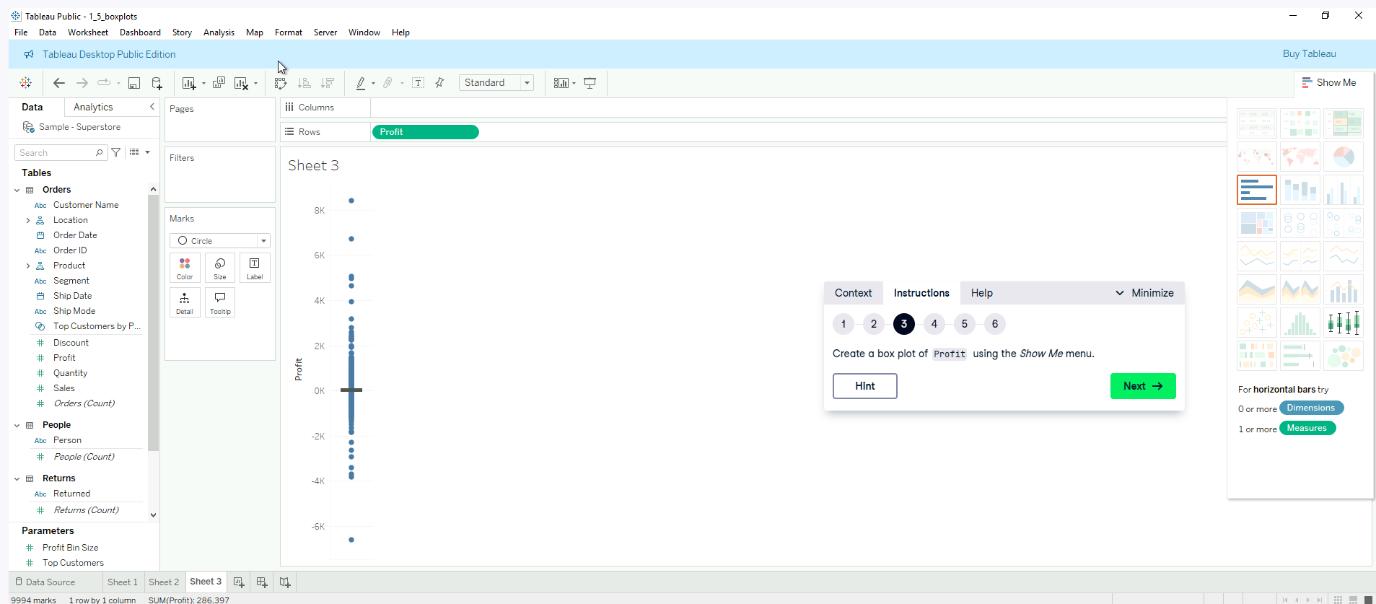 Tableau Public - 1_5_boxplots
File Data Worksheet Dashboard Story Analysis Map Format Server Window Help
Tableau Desktop Public Edition
Buy Tableau
Standard
Show Me
Data
Analytics
Sample - Superstore
Search
Tables
Orders
Abc Customer Name
Location
Order Date
Abc Order ID
Product
Abc Segment
Ship Date
Abc Ship Mode
Top Customers by P...
# Discount
# Profit
# Quantity
# Sales
# Orders (Count)
People
Abc Person
# People (Count)
Returns
Abc Returned
# Returns (Count)
Parameters
# Profit Bin Size
# Top Customers
Pages
Filters
Marks
Circle
Color
Size
Label
Detail
Tooltip
Columns
Rows
Profit
Sheet 3
8K
6K
4K
2K
0K
-2K
-4K
-6K
Profit
Context
Instructions
Help
Minimize
1 2 3 4 5 6
Create a box plot of Profit using the Show Me menu.
Hint
Next →
For horizontal bars try
0 or more Dimensions
1 or more Measures
Data Source
Sheet 1
Sheet 2
Sheet 3
9994 marks 1 row by 1 column SUM(Profit): 286,397